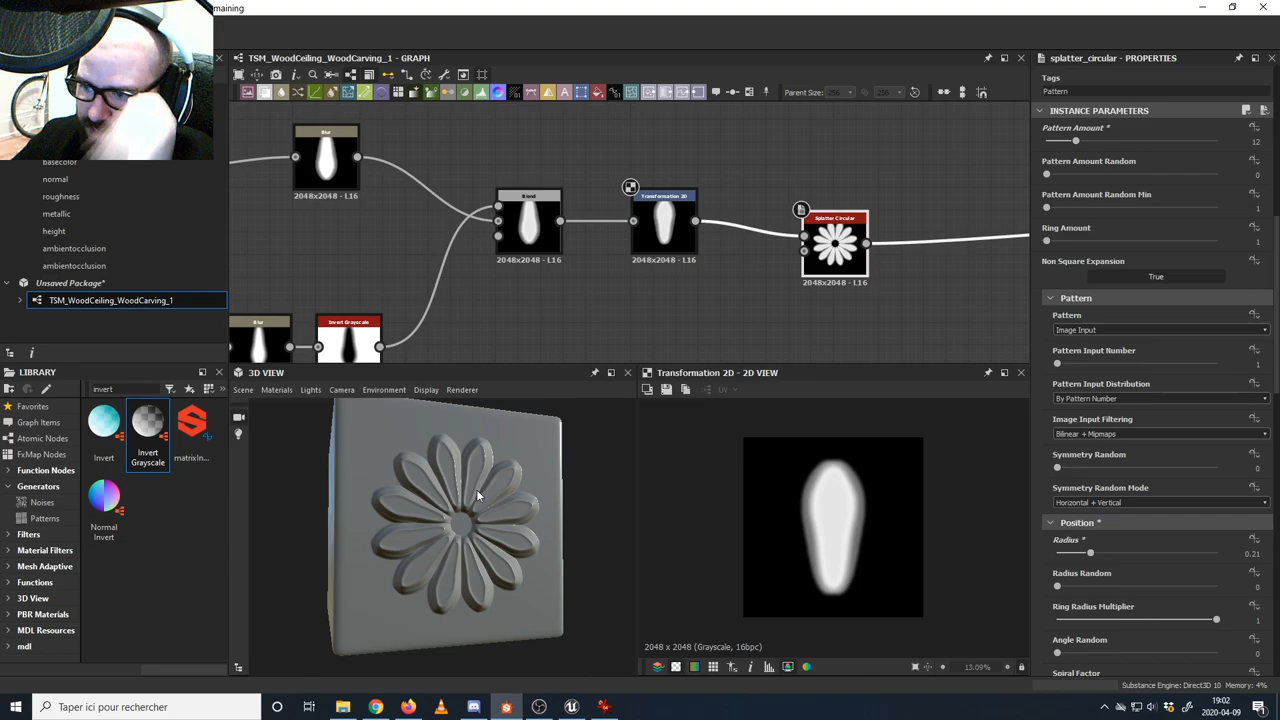 maining
TSM_WoodCeiling_WoodCarving_1 - GRAPH
Parent Size: 256 256
splatter_circular - PROPERTIES
Tags
Pattern
INSTANCE PARAMETERS
Pattern Amount *
12
Pattern Amount Random
0
Pattern Amount Random Min
1
Ring Amount
1
Non Square Expansion
True
Pattern
Pattern
Image Input
Pattern Input Number
1
Pattern Input Distribution
By Pattern Number
Image Input Filtering
Bilinear + Mipmaps
Symmetry Random
0
Symmetry Random Mode
Horizontal + Vertical
Position *
Radius *
0.21
Radius Random
0
Ring Radius Multiplier
1
Angle Random
0
Spiral Factor
Blur
2048x2048 - L16
Blend
2048x2048 - L16
Transformation 2D
2048x2048 - L16
Splatter Circular
2048x2048 - L16
Blur
Invert Grayscale
basecolor
normal
roughness
metallic
height
ambientocclusion
ambientocclusion
Unsaved Package*
TSM_WoodCeiling_WoodCarving_1
LIBRARY
invert
Favorites
Graph Items
Atomic Nodes
FxMap Nodes
Function Nodes
Generators
Noises
Patterns
Filters
Material Filters
Mesh Adaptive
Functions
3D View
PBR Materials
MDL Resources
mdl
Invert
Invert Grayscale
matrixIn...
Normal Invert
3D VIEW
Scene Materials Lights Camera Environment Display Renderer
Transformation 2D - 2D VIEW
UV
2048 x 2048 (Grayscale, 16bpc)
13.09%
Substance Engine: Direct3D 10 Memory: 4%
Taper ici pour rechercher
19:02
2020-04-09